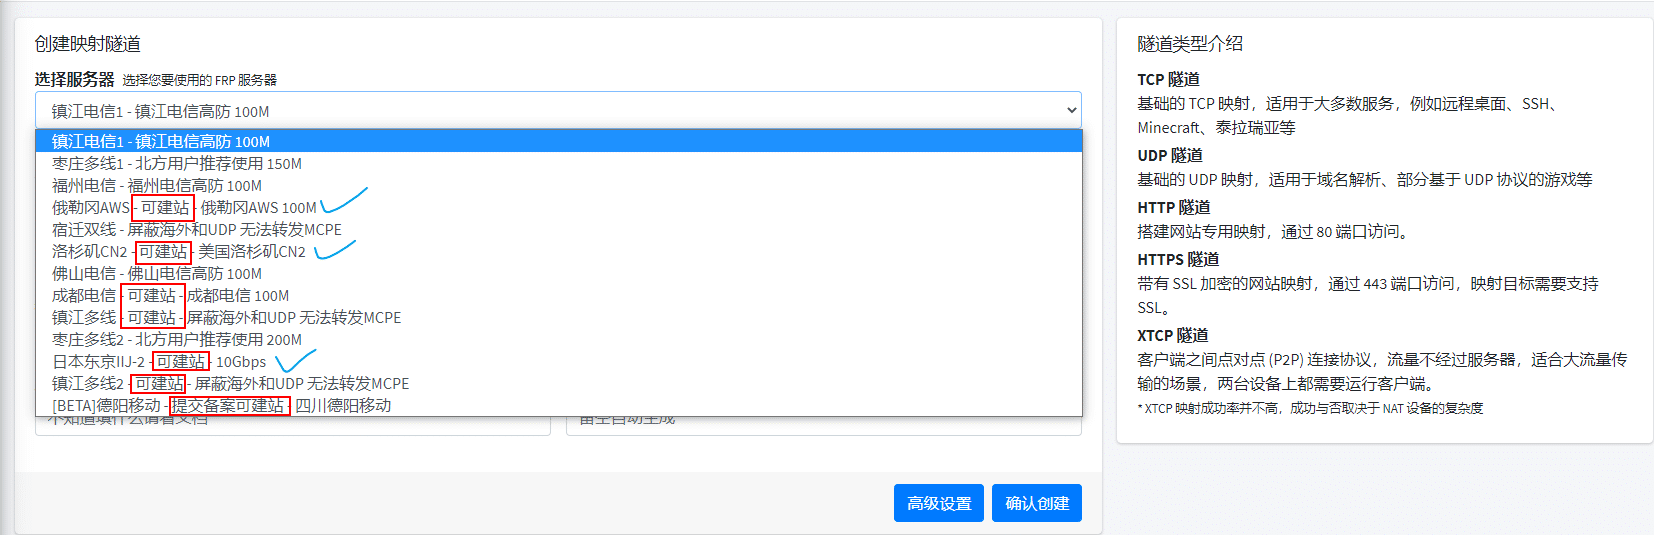 创建映射隧道
选择服务器 选择您要使用的 FRP 服务器
镇江电信1 - 镇江电信高防 100M
镇江电信1 - 镇江电信高防 100M
枣庄多线1 - 北方用户推荐使用 150M
福州电信 - 福州电信高防 100M
俄勒冈AWS - 可建站 - 俄勒冈AWS 100M
宿迁双线 - 屏蔽海外和UDP 无法转发MCPE
洛杉矶CN2 - 可建站 - 美国洛杉矶CN2
佛山电信 - 佛山电信高防 100M
成都电信 - 可建站 - 成都电信 100M
镇江多线 - 可建站 - 屏蔽海外和UDP 无法转发MCPE
枣庄多线2 - 北方用户推荐使用 200M
日本东京IIJ-2 - 可建站 - 10Gbps
镇江多线2 - 可建站 - 屏蔽海外和UDP 无法转发MCPE
[BETA]德阳移动 - 提交备案可建站 - 四川德阳移动
不知道填什么请看文档
留空自动生成
高级设置
确认创建
隧道类型介绍
TCP 隧道
基础的 TCP 映射，适用于大多数服务，例如远程桌面、SSH、
Minecraft、泰拉瑞亚等
UDP 隧道
基础的 UDP 映射，适用于域名解析、部分基于 UDP 协议的游戏等
HTTP 隧道
搭建网站专用映射，通过 80 端口访问。
HTTPS 隧道
带有 SSL 加密的网站映射，通过 443 端口访问，映射目标需要支持
SSL。
XTCP 隧道
客户端之间点对点 (P2P) 连接协议，流量不经过服务器，适合大流量传
输的场景，两台设备上都需要运行客户端。
* XTCP 映射成功率并不高，成功与否取决于 NAT 设备的复杂度